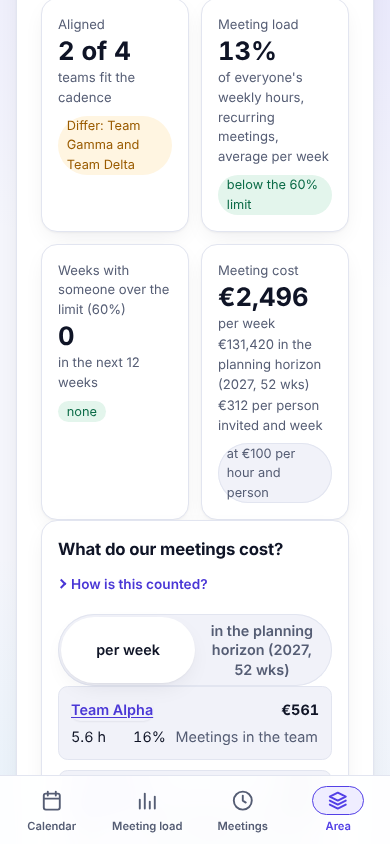 Aligned
2 of 4
teams fit the
cadence
Differ: Team
Gamma and
Team Delta
Meeting load
13%
of everyone's
weekly hours,
recurring
meetings,
average per week
below the 60%
limit
Weeks with
someone over the
limit (60%)
0
in the next 12
weeks
none
Meeting cost
€2,496
per week
€131,420 in the
planning horizon
(2027, 52 wks)
€312 per person
invited and week
at €100 per
hour and
person
What do our meetings cost?
How is this counted?
per week
in the planning
horizon (2027,
52 wks)
Team Alpha €561
5.6 h 16% Meetings in the team
Calendar Meeting load Meetings Area